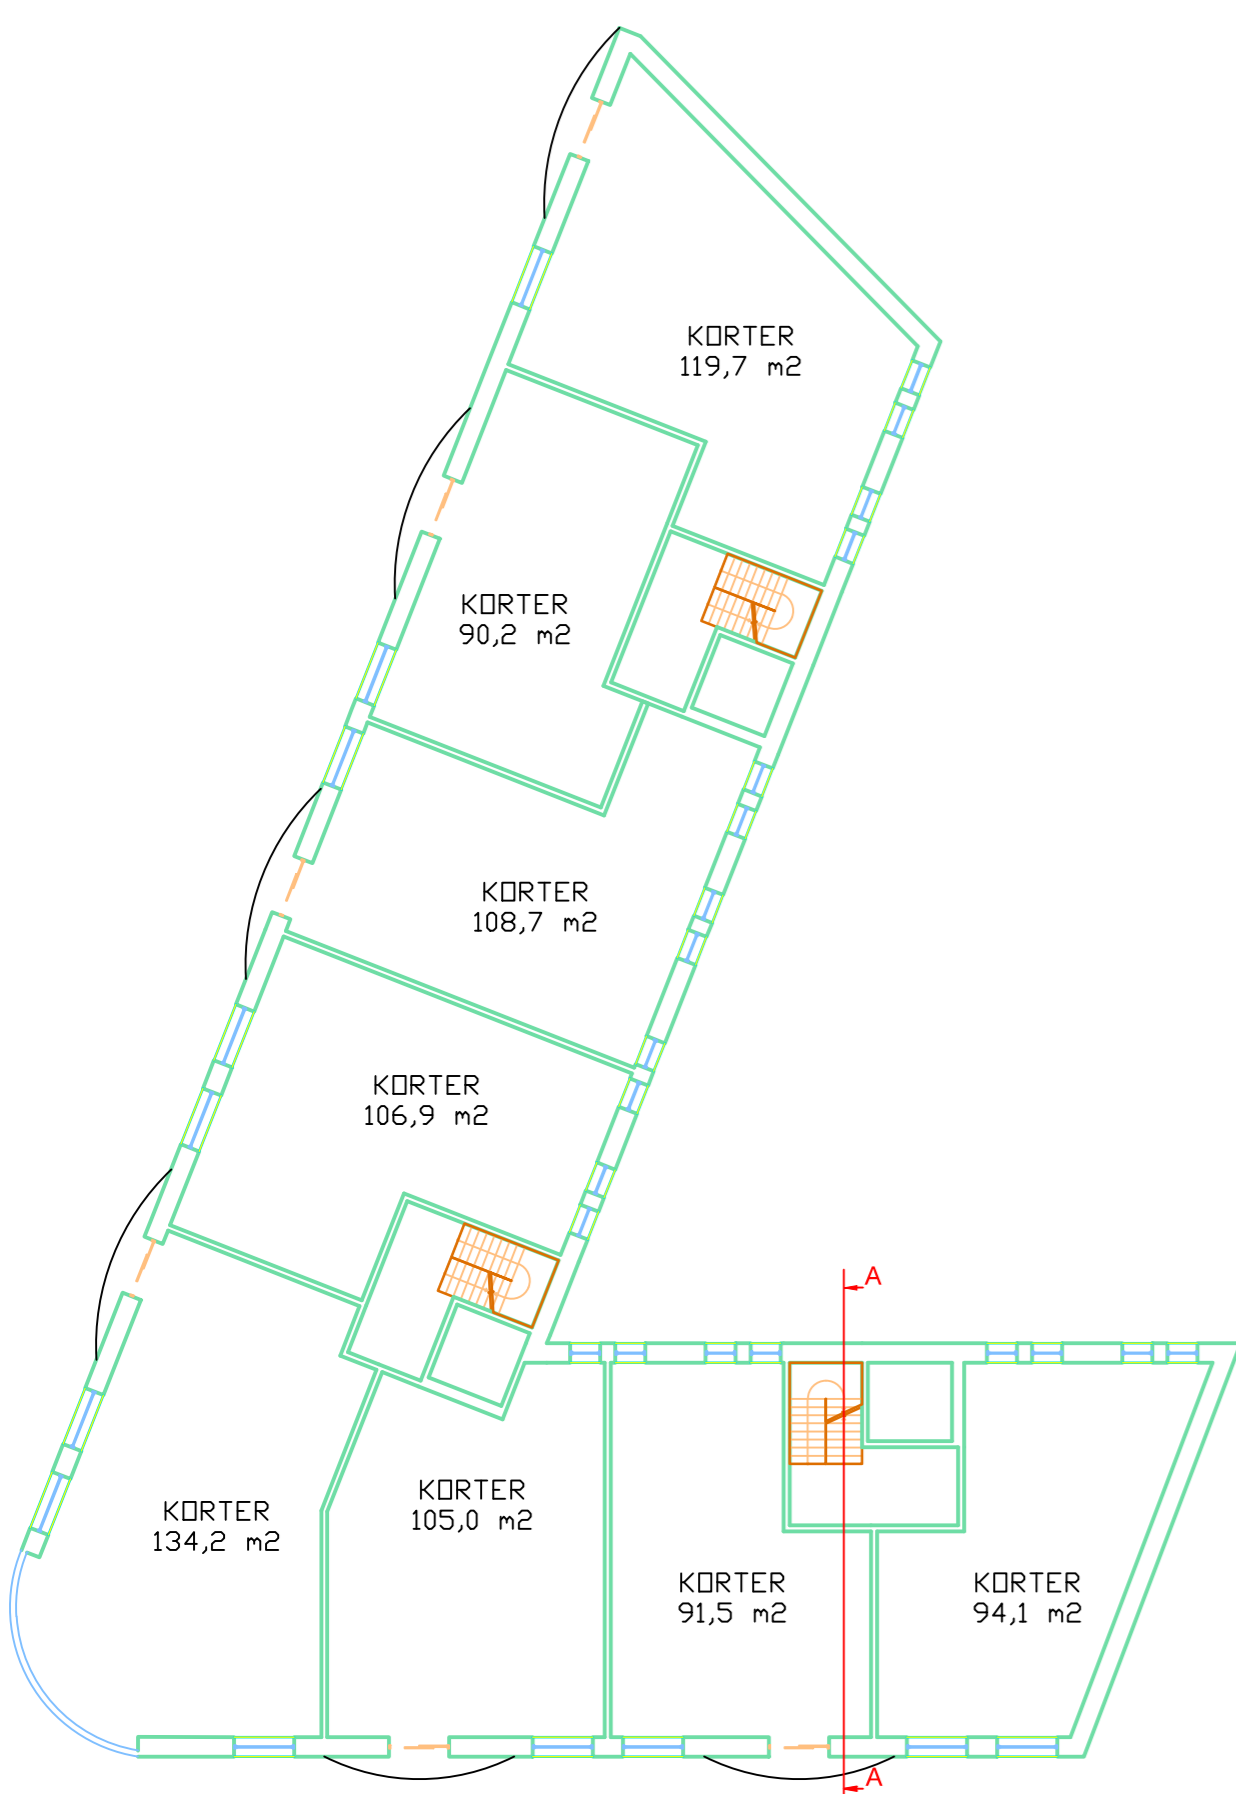 KORTER
119,7 m2
KORTER
90,2 m2
KORTER
108,7 m2
KORTER
106,9 m2
A
KORTER
134,2 m2
KORTER
105,0 m2
KORTER
91,5 m2
KORTER
94,1 m2
A